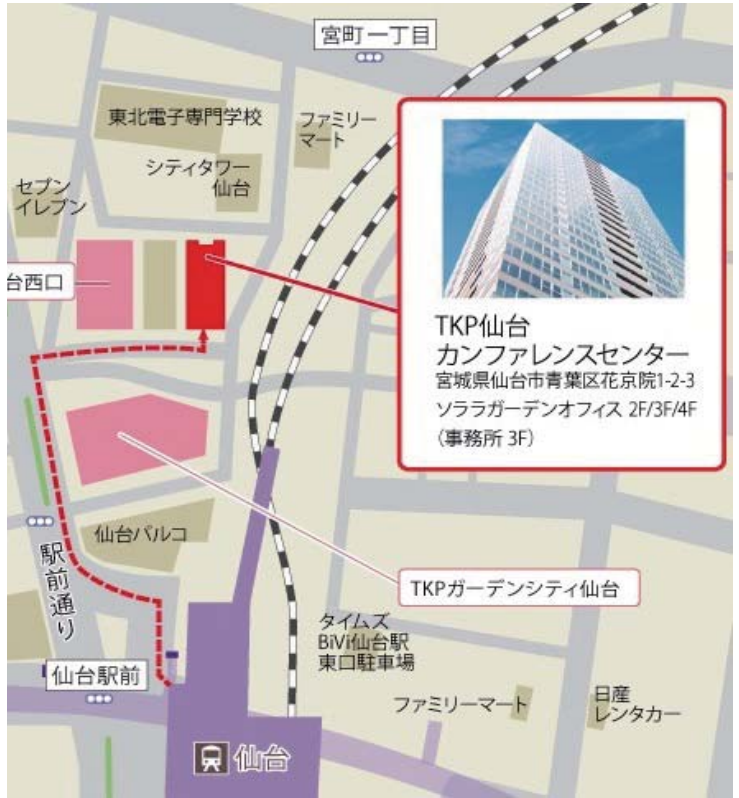 宮町一丁目
東北電子専門学校
ファミリー
マート
シティタワー
仙台
セブン
イレブン
台西口
TKP仙台
カンファレンスセンター
宮城県仙台市青葉区花京院1-2-3
ソララガーデンオフィス 2F/3F/4F
（事務所 3F）
仙台パルコ
駅前通り
TKPガーデンシティ仙台
タイムズ
BiVi仙台駅
東口駐車場
仙台駅前
ファミリーマート
日産
レンタカー
仙台